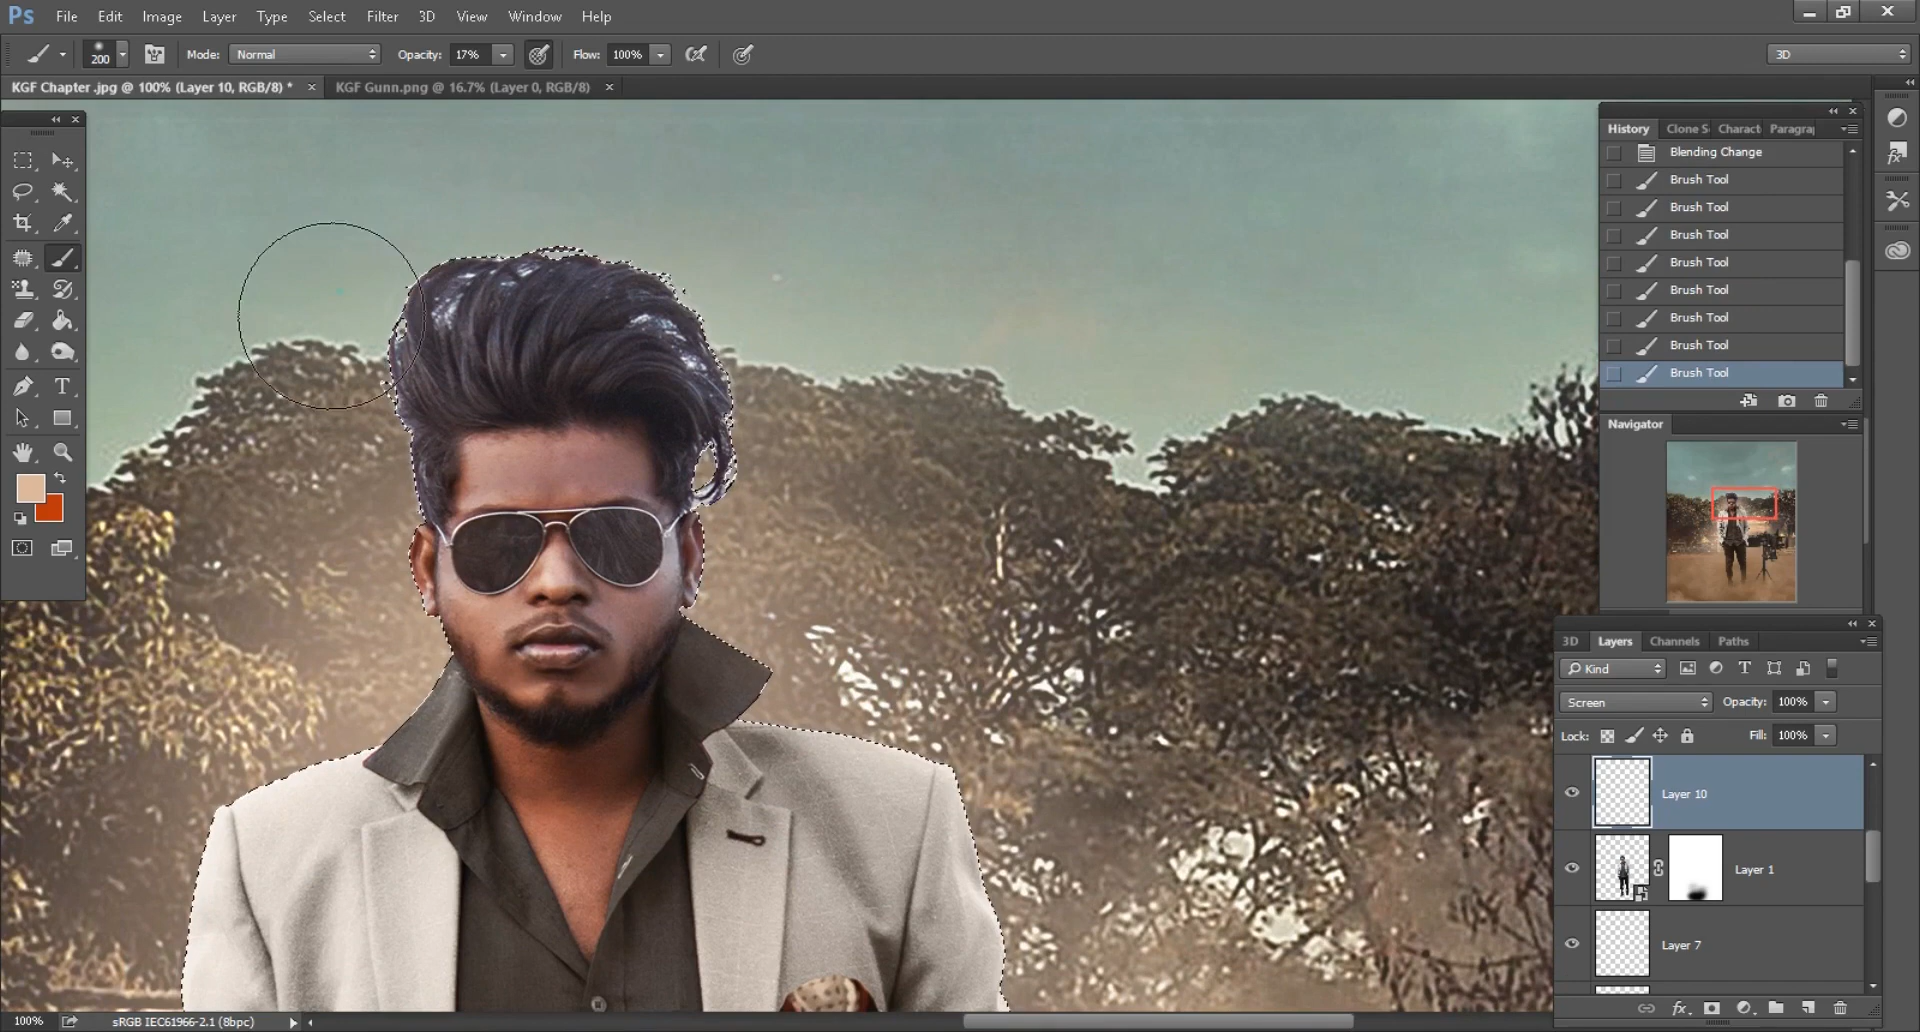 Ps File Edit Image Layer Type Select Filter 3D View Window Help
200 Mode: Normal Opacity: 17% Flow: 100% 3D
KGF Chapter .jpg @ 100% (Layer 10, RGB/8) * × KGF Gunn.png @ 16.7% (Layer 0, RGB/8) ×
History Clone S Charact Paragra
Blending Change
Brush Tool
Brush Tool
Brush Tool
Brush Tool
Brush Tool
Brush Tool
Brush Tool
Brush Tool
Navigator
3D Layers Channels Paths
Kind
Screen Opacity: 100%
Lock: Fill: 100%
Layer 10
Layer 1
Layer 7
100% sRGB IEC61966-2.1 (8bpc)